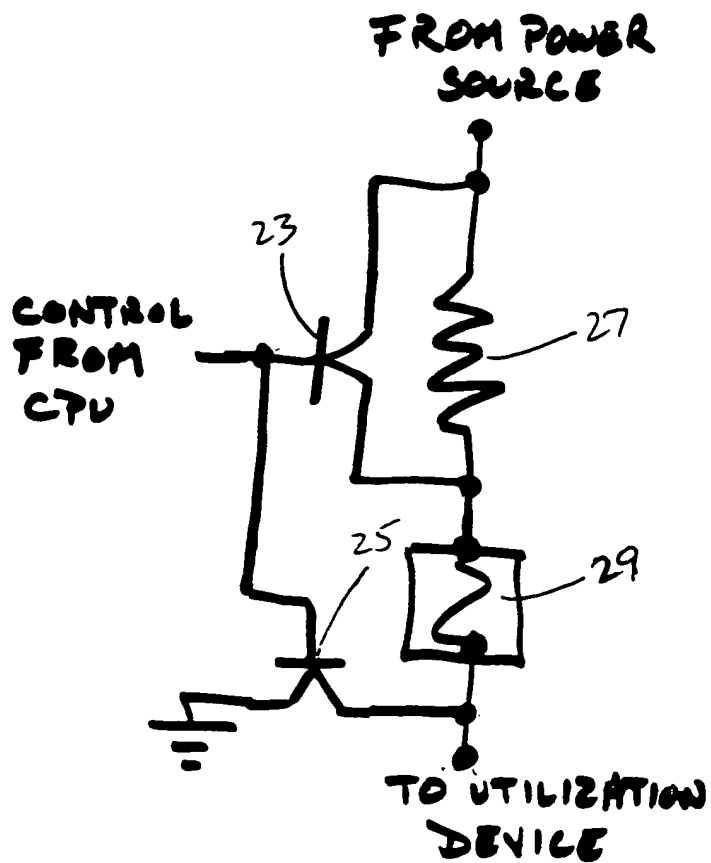 FROM POWER
SOURCE
23
CONTROL
FROM
CPU
27
25
29
TO UTILIZATION
DEVICE